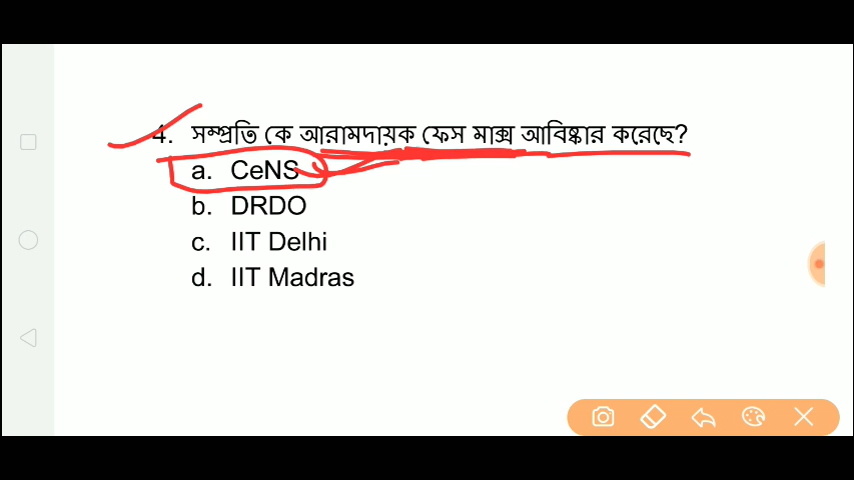 4. সম্প্রতি কে আরামদায়ক ফেস মাক্স আবিষ্কার করেছে?
a. CeNS
b. DRDO
c. IIT Delhi
d. IIT Madras